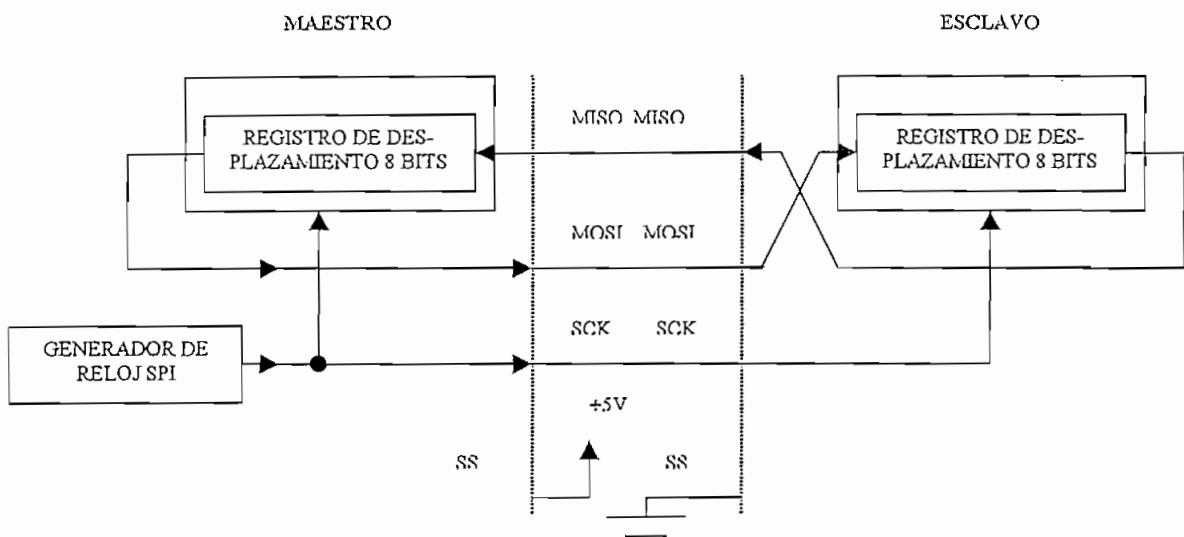 MAESTRO
ESCLAVO
REGISTRO DE DES-
PLAZAMIENTO 8 BITS
MISO MISO
REGISTRO DE DES-
PLAZAMIENTO 8 BITS
MOSI MOSI
SCK SCK
GENERADOR DE
RELOJ SPI
+5V
SS SS